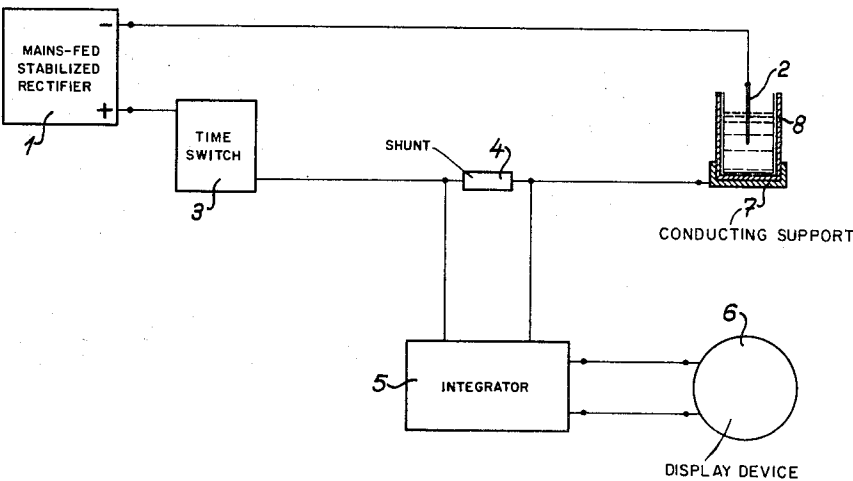 MAINS-FED
STABILIZED
RECTIFIER
−
+
1
TIME
SWITCH
3
SHUNT
4
2
8
7
CONDUCTING SUPPORT
5
INTEGRATOR
6
DISPLAY DEVICE